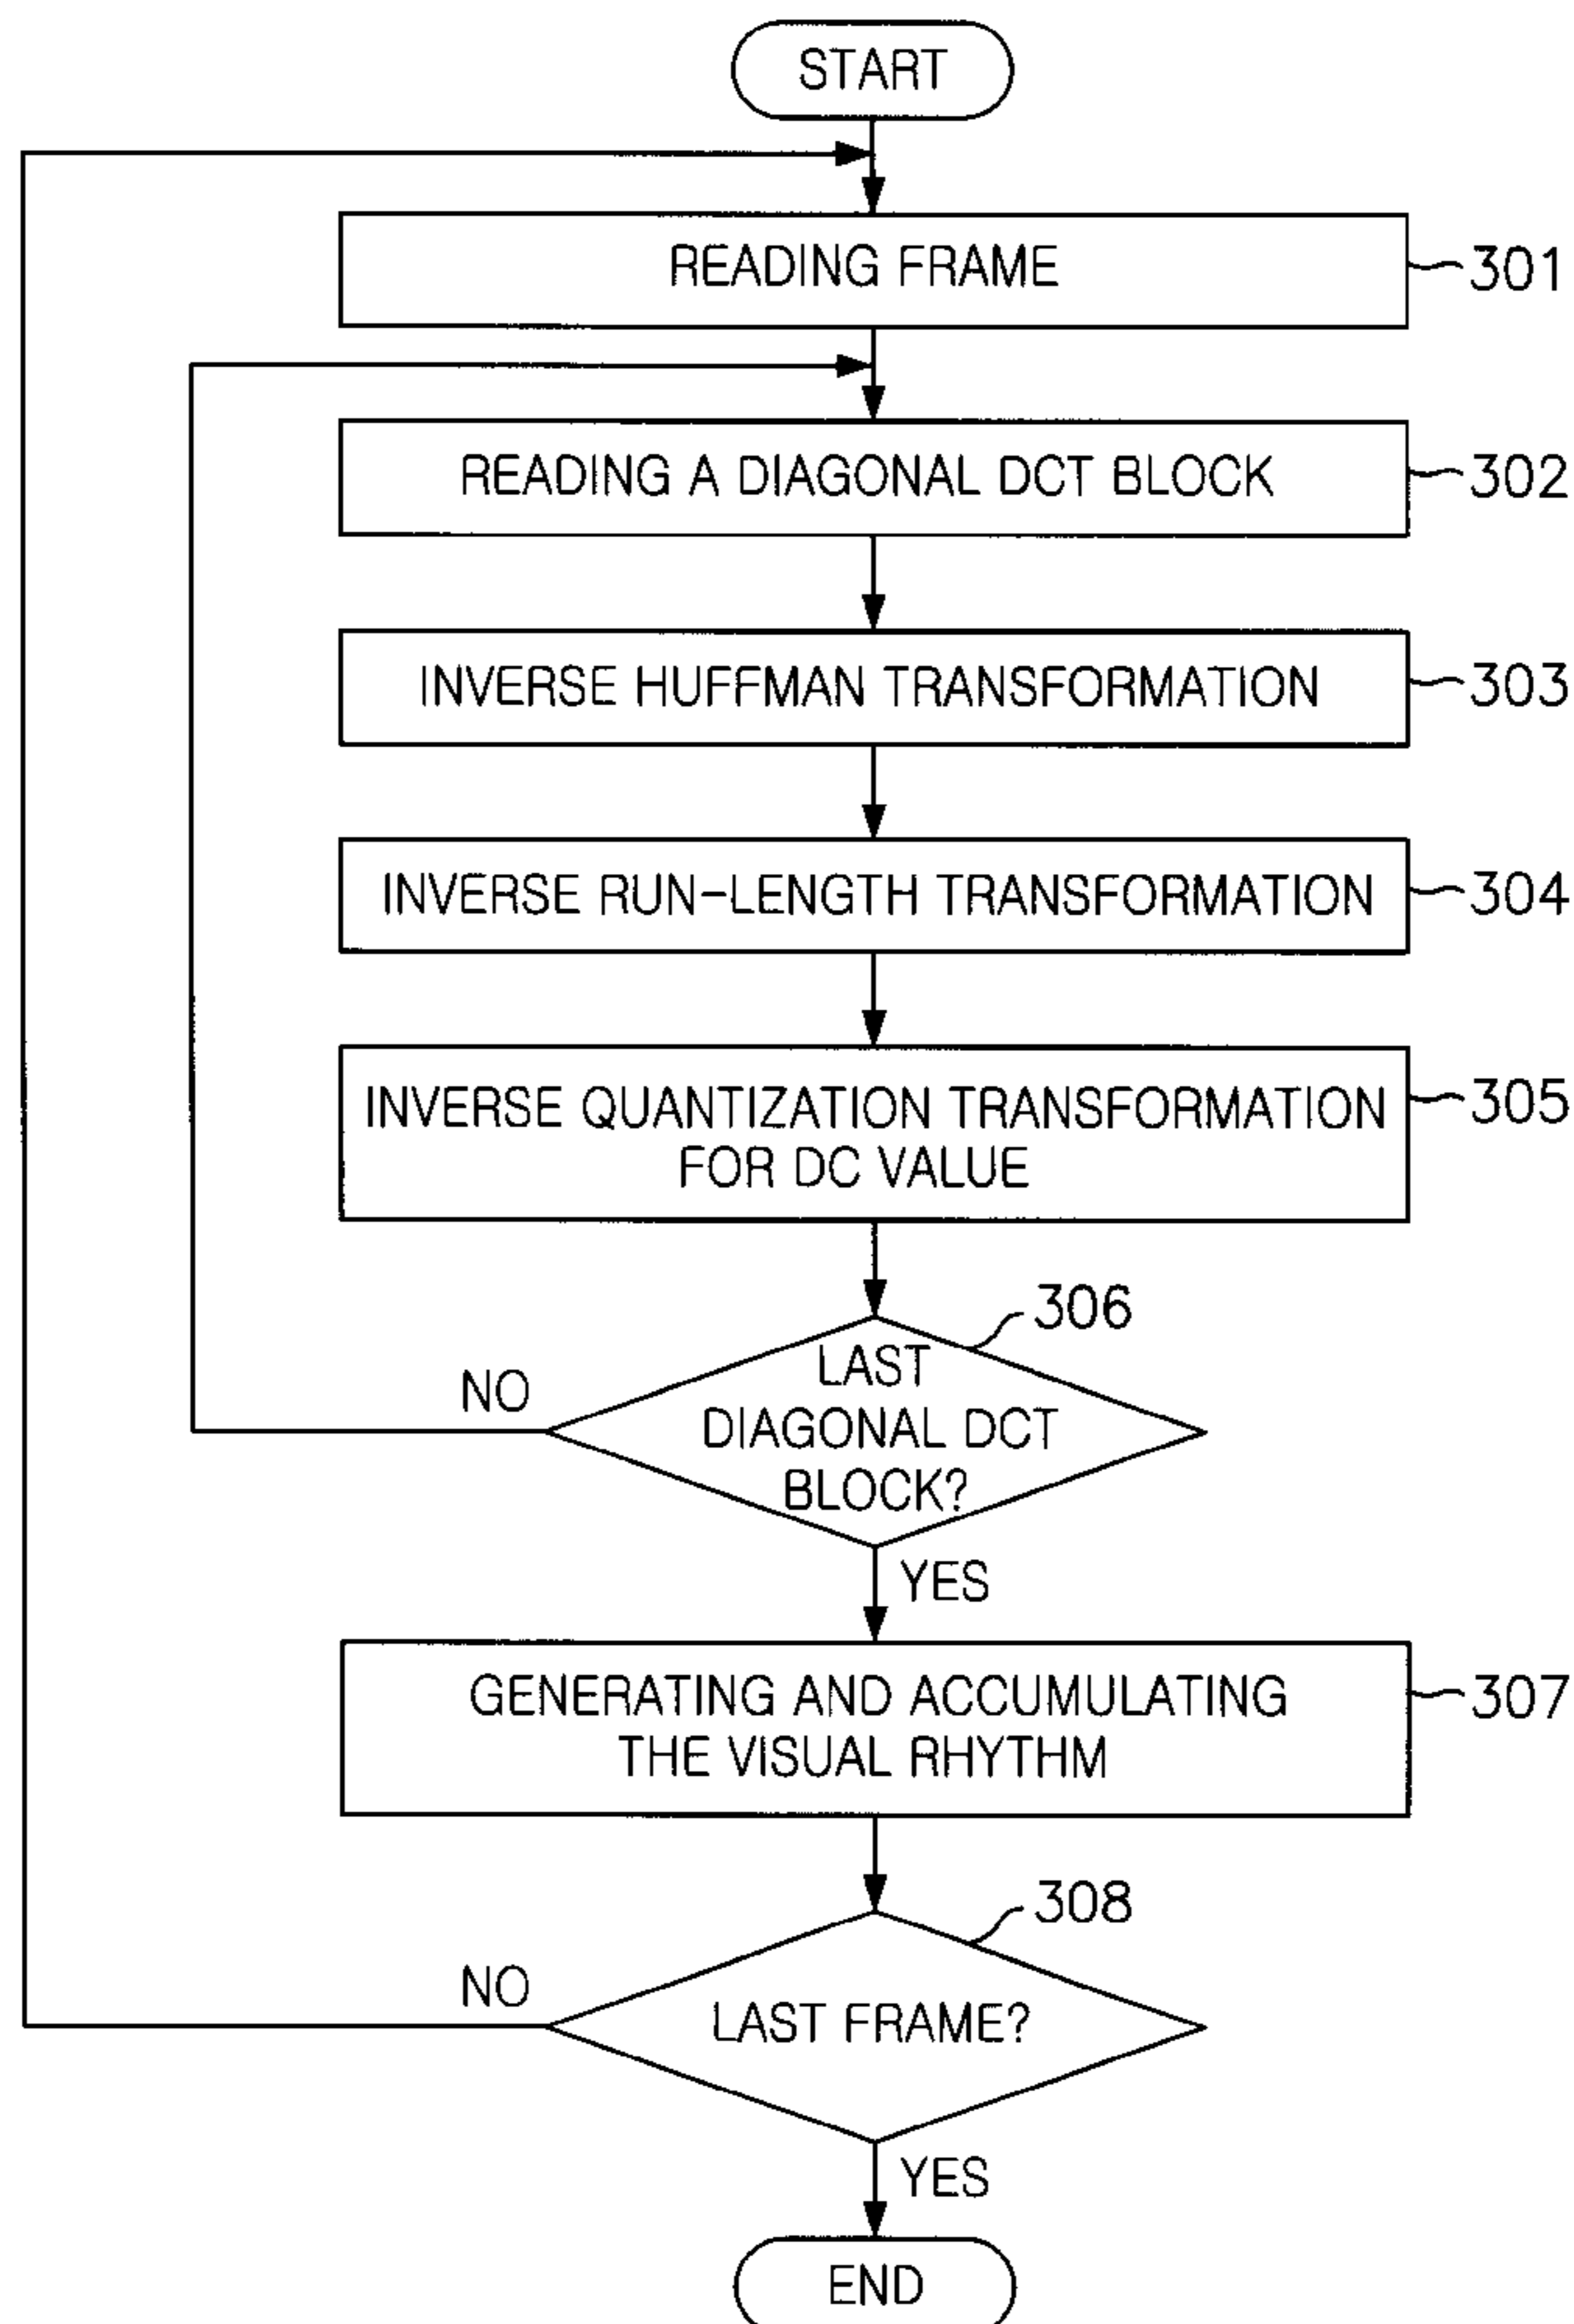 START
READING FRAME
301
READING A DIAGONAL DCT BLOCK
302
INVERSE HUFFMAN TRANSFORMATION
303
INVERSE RUN-LENGTH TRANSFORMATION
304
INVERSE QUANTIZATION TRANSFORMATION
FOR DC VALUE
305
306
NO
LAST
DIAGONAL DCT
BLOCK?
YES
GENERATING AND ACCUMULATING
THE VISUAL RHYTHM
307
308
NO
LAST FRAME?
YES
END